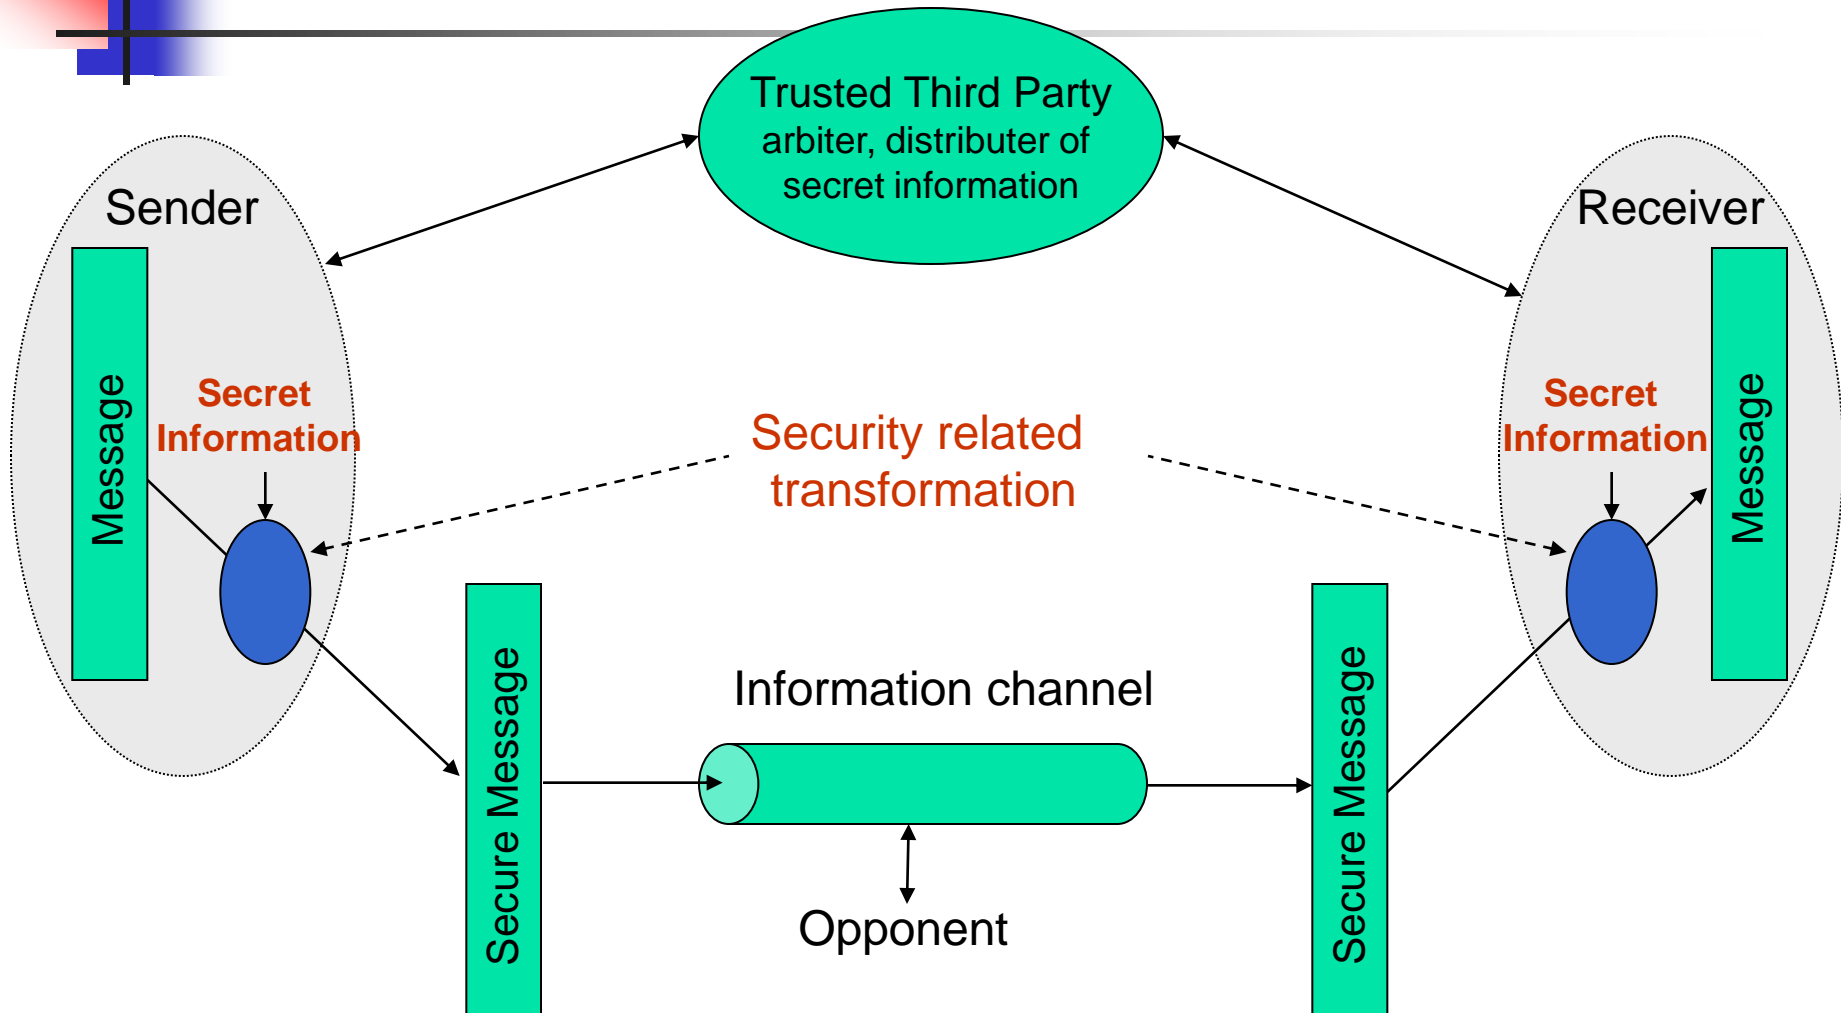 Trusted Third Party
arbiter, distributer of
secret information
Sender
Receiver
Message
Secret
Information
Security related
transformation
Secret
Information
Message
Secure Message
Information channel
Secure Message
Opponent